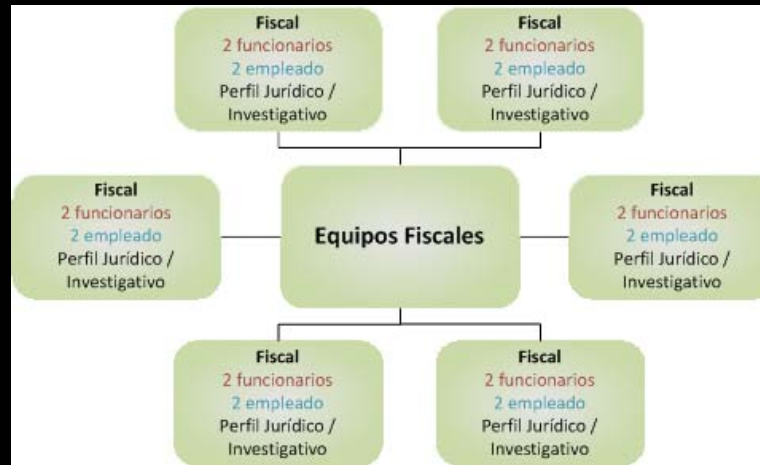 Fiscal
2 funcionarios
2 empleado
Perfil Jurídico /
Investigativo
Fiscal
2 funcionarios
2 empleado
Perfil Jurídico /
Investigativo
Fiscal
2 funcionarios
2 empleado
Perfil Jurídico /
Investigativo
Equipos Fiscales
Fiscal
2 funcionarios
2 empleado
Perfil Jurídico /
Investigativo
Fiscal
2 funcionarios
2 empleado
Perfil Jurídico /
Investigativo
Fiscal
2 funcionarios
2 empleado
Perfil Jurídico /
Investigativo